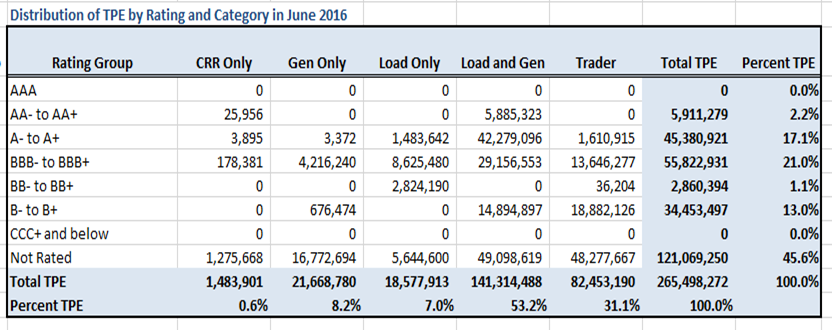 Distribution of TPE by Rating and Category in June 2016
Rating Group CRR Only Gen Only Load Only Load and Gen Trader Total TPE Percent TPE
AAA 0 0 0 0 0 0 0.0%
AA- to AA+ 25,956 0 0 5,885,323 0 5,911,279 2.2%
A- to A+ 3,895 3,372 1,483,642 42,279,096 1,610,915 45,380,921 17.1%
BBB- to BBB+ 178,381 4,216,240 8,625,480 29,156,553 13,646,277 55,822,931 21.0%
BB- to BB+ 0 0 2,824,190 0 36,204 2,860,394 1.1%
B- to B+ 0 676,474 0 14,894,897 18,882,126 34,453,497 13.0%
CCC+ and below 0 0 0 0 0 0 0.0%
Not Rated 1,275,668 16,772,694 5,644,600 49,098,619 48,277,667 121,069,250 45.6%
Total TPE 1,483,901 21,668,780 18,577,913 141,314,488 82,453,190 265,498,272 100.0%
Percent TPE 0.6% 8.2% 7.0% 53.2% 31.1% 100.0%